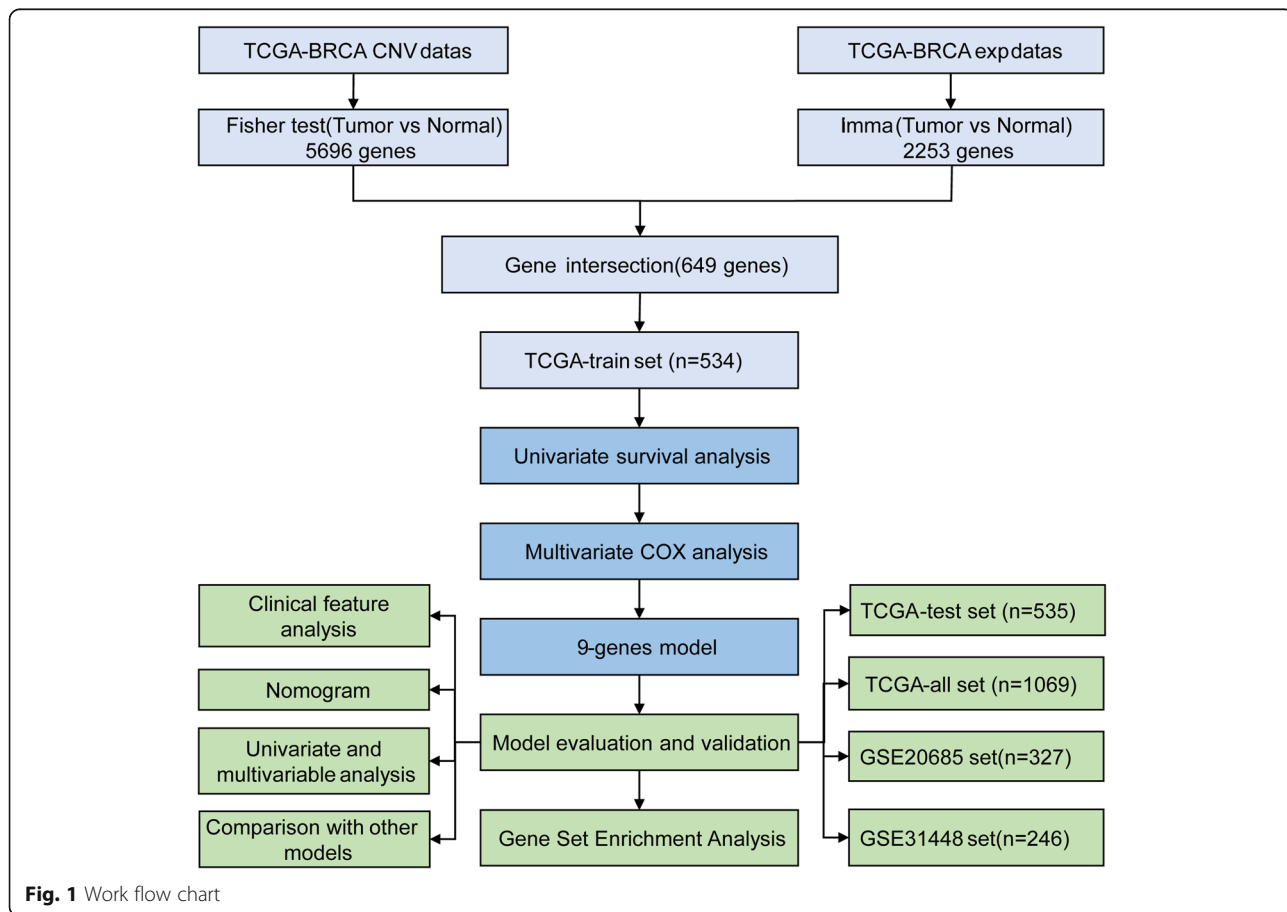 TCGA-BRCA CNV datas
TCGA-BRCA exp datas
Fisher test(Tumor vs Normal)
5696 genes
lmma (Tumor vs Normal)
2253 genes
Gene intersection(649 genes)
TCGA-train set (n=534)
Univariate survival analysis
Multivariate COX analysis
9-genes model
Model evaluation and validation
Gene Set Enrichment Analysis
Clinical feature
analysis
Nomogram
Univariate and
multivariable analysis
Comparison with other
models
TCGA-test set (n=535)
TCGA-all set (n=1069)
GSE20685 set(n=327)
GSE31448 set(n=246)
Fig. 1 Work flow chart